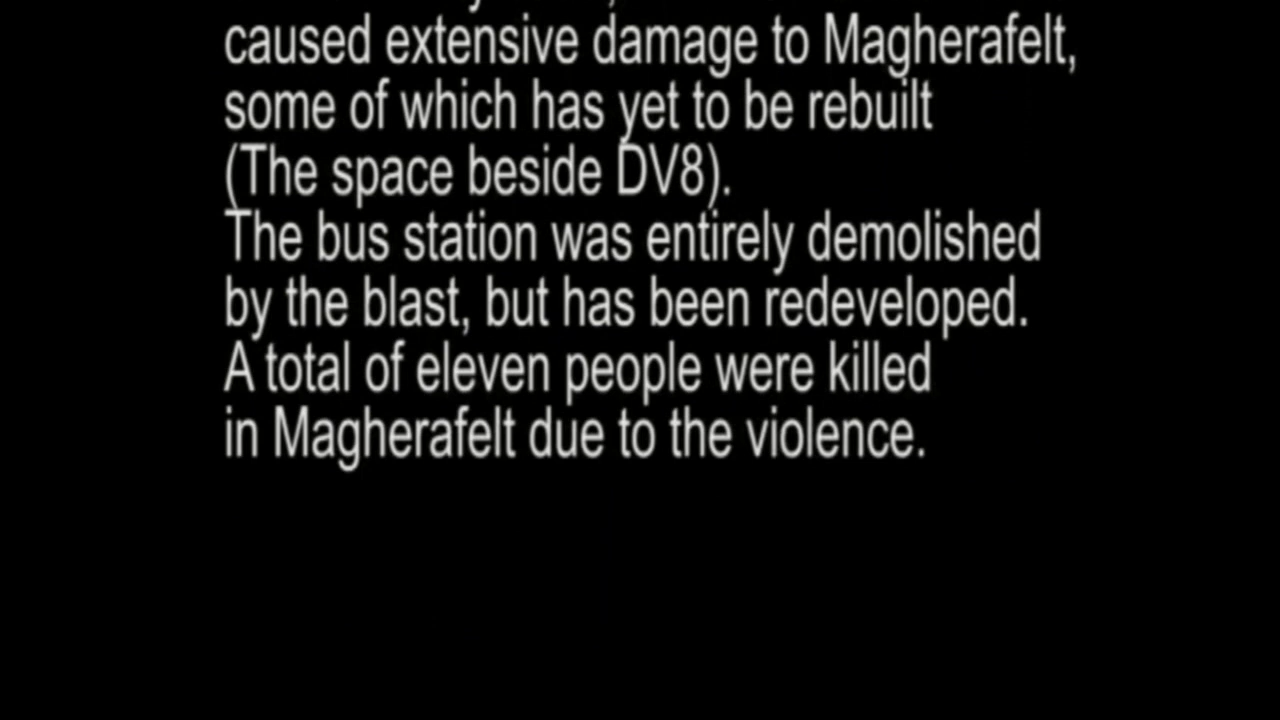 caused extensive damage to Magherafelt,
some of which has yet to be rebuilt
(The space beside DV8).
The bus station was entirely demolished
by the blast, but has been redeveloped.
A total of eleven people were killed
in Magherafelt due to the violence.